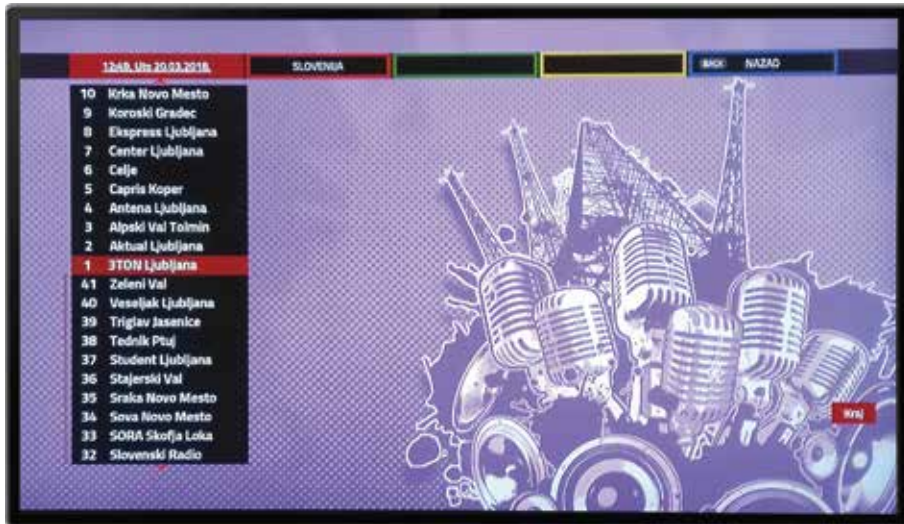 12:49, Uto 20.03.2018.
SLOVENIJA
BACK NAZAD
10 Krka Novo Mesto
9 Koroski Gradec
8 Ekspress Ljubljana
7 Center Ljubljana
6 Celje
5 Capris Koper
4 Antena Ljubljana
3 Alpski Val Tolmin
2 Aktual Ljubljana
1 3TON Ljubljana
41 Zeleni Val
40 Veseljak Ljubljana
39 Triglav Jasenice
38 Tednik Ptuj
37 Student Ljubljana
36 Stajerski Val
35 Sraka Novo Mesto
34 Sova Novo Mesto
33 SORA Skofja Loka
32 Slovenski Radio
Kraj